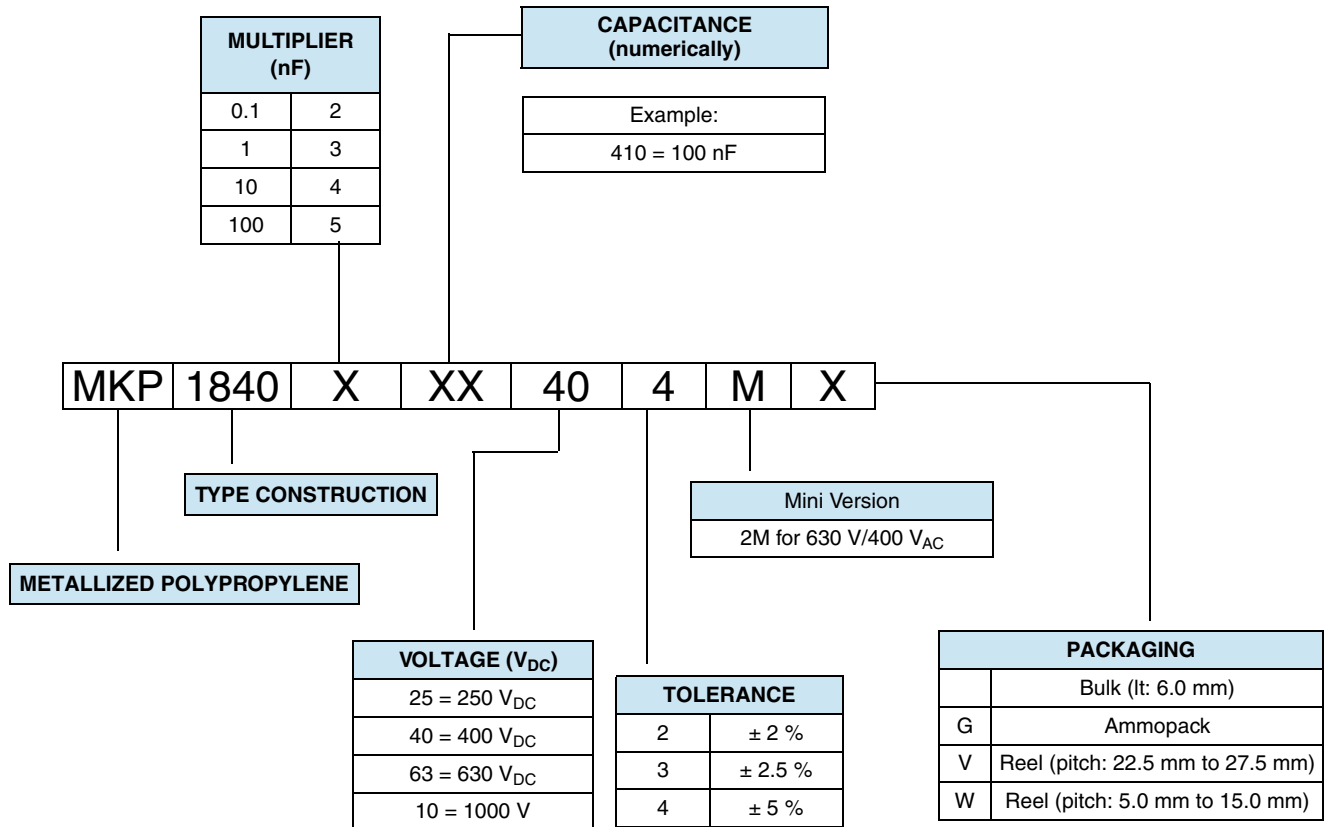 MULTIPLIER
(nF)
0.1 2
1 3
10 4
100 5
CAPACITANCE
(numerically)
Example:
410 = 100 nF
MKP 1840 X XX 40 4 M X
TYPE CONSTRUCTION
METALLIZED POLYPROPYLENE
Mini Version
2M for 630 V/400 VAC
VOLTAGE (VDC)
25 = 250 VDC
40 = 400 VDC
63 = 630 VDC
10 = 1000 V
TOLERANCE
2 ± 2 %
3 ± 2.5 %
4 ± 5 %
PACKAGING
Bulk (lt: 6.0 mm)
G Ammopack
V Reel (pitch: 22.5 mm to 27.5 mm)
W Reel (pitch: 5.0 mm to 15.0 mm)